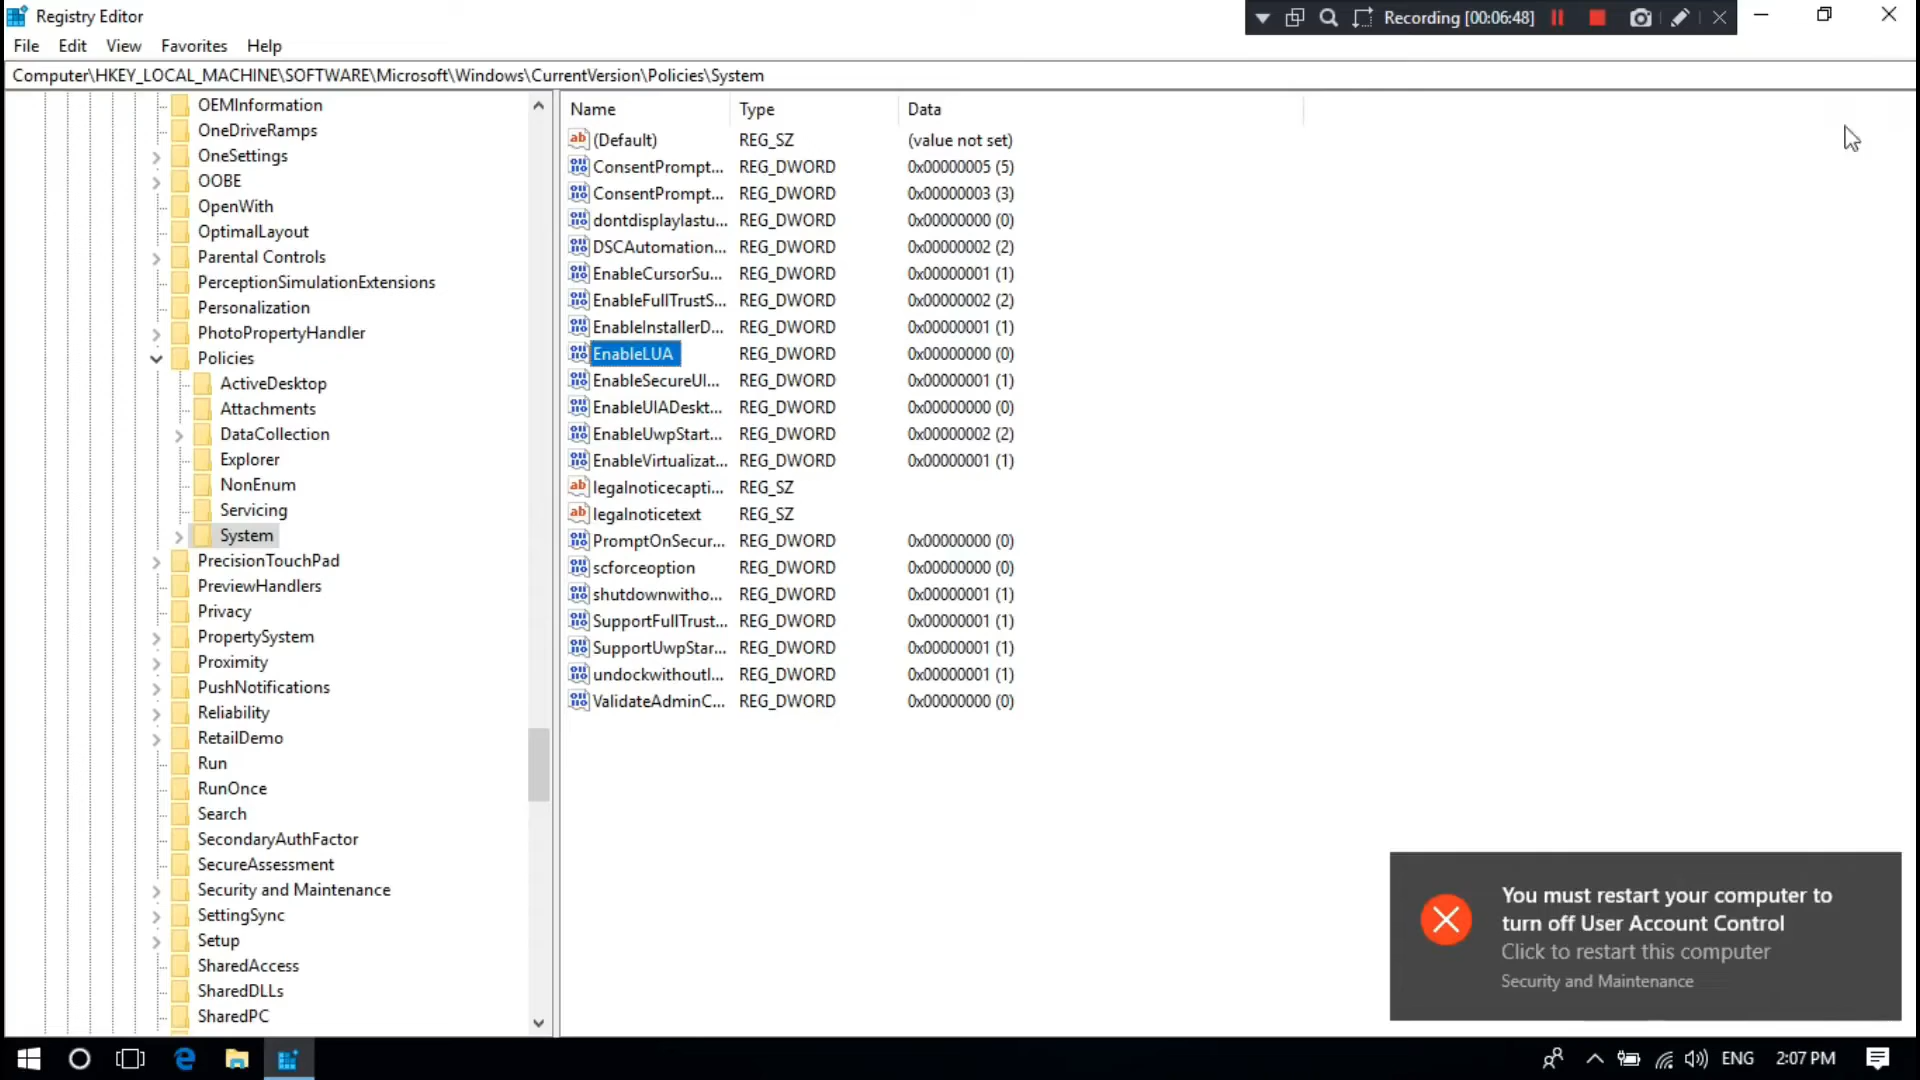 Registry Editor
Recording [00:06:48]
File Edit View Favorites Help
Computer\HKEY_LOCAL_MACHINE\SOFTWARE\Microsoft\Windows\CurrentVersion\Policies\System
OEMInformation
OneDriveRamps
OneSettings
OOBE
OpenWith
OptimalLayout
Parental Controls
PerceptionSimulationExtensions
Personalization
PhotoPropertyHandler
Policies
ActiveDesktop
Attachments
DataCollection
Explorer
NonEnum
Servicing
System
PrecisionTouchPad
PreviewHandlers
Privacy
PropertySystem
Proximity
PushNotifications
Reliability
RetailDemo
Run
RunOnce
Search
SecondaryAuthFactor
SecureAssessment
Security and Maintenance
SettingSync
Setup
SharedAccess
SharedDLLs
SharedPC
Name Type Data
(Default) REG_SZ (value not set)
ConsentPrompt... REG_DWORD 0x00000005 (5)
ConsentPrompt... REG_DWORD 0x00000003 (3)
dontdisplaylastu... REG_DWORD 0x00000000 (0)
DSCAutomation... REG_DWORD 0x00000002 (2)
EnableCursorSu... REG_DWORD 0x00000001 (1)
EnableFullTrustS... REG_DWORD 0x00000002 (2)
EnableInstallerD... REG_DWORD 0x00000001 (1)
EnableLUA REG_DWORD 0x00000000 (0)
EnableSecureUI... REG_DWORD 0x00000001 (1)
EnableUIADeskt... REG_DWORD 0x00000000 (0)
EnableUwpStart... REG_DWORD 0x00000002 (2)
EnableVirtualizat... REG_DWORD 0x00000001 (1)
legalnoticecapti... REG_SZ
legalnoticetext REG_SZ
PromptOnSecur... REG_DWORD 0x00000000 (0)
scforceoption REG_DWORD 0x00000000 (0)
shutdownwitho... REG_DWORD 0x00000001 (1)
SupportFullTrust... REG_DWORD 0x00000001 (1)
SupportUwpStar... REG_DWORD 0x00000001 (1)
undockwithoutl... REG_DWORD 0x00000001 (1)
ValidateAdminC... REG_DWORD 0x00000000 (0)
You must restart your computer to
turn off User Account Control
Click to restart this computer
Security and Maintenance
ENG 2:07 PM